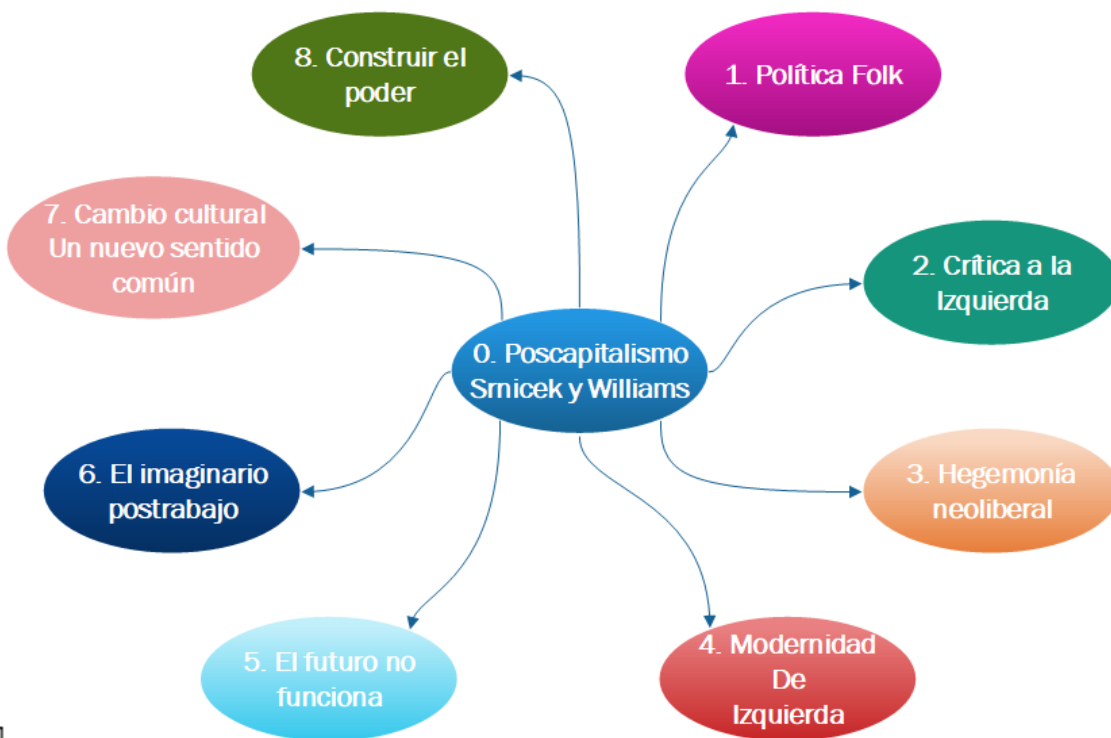 0. Poscapitalismo
Srnicek y Williams
1. Política Folk
2. Crítica a la
Izquierda
3. Hegemonía
neoliberal
4. Modernidad
De
Izquierda
5. El futuro no
funciona
6. El imaginario
postrabajo
7. Cambio cultural
Un nuevo sentido
común
8. Construir el
poder